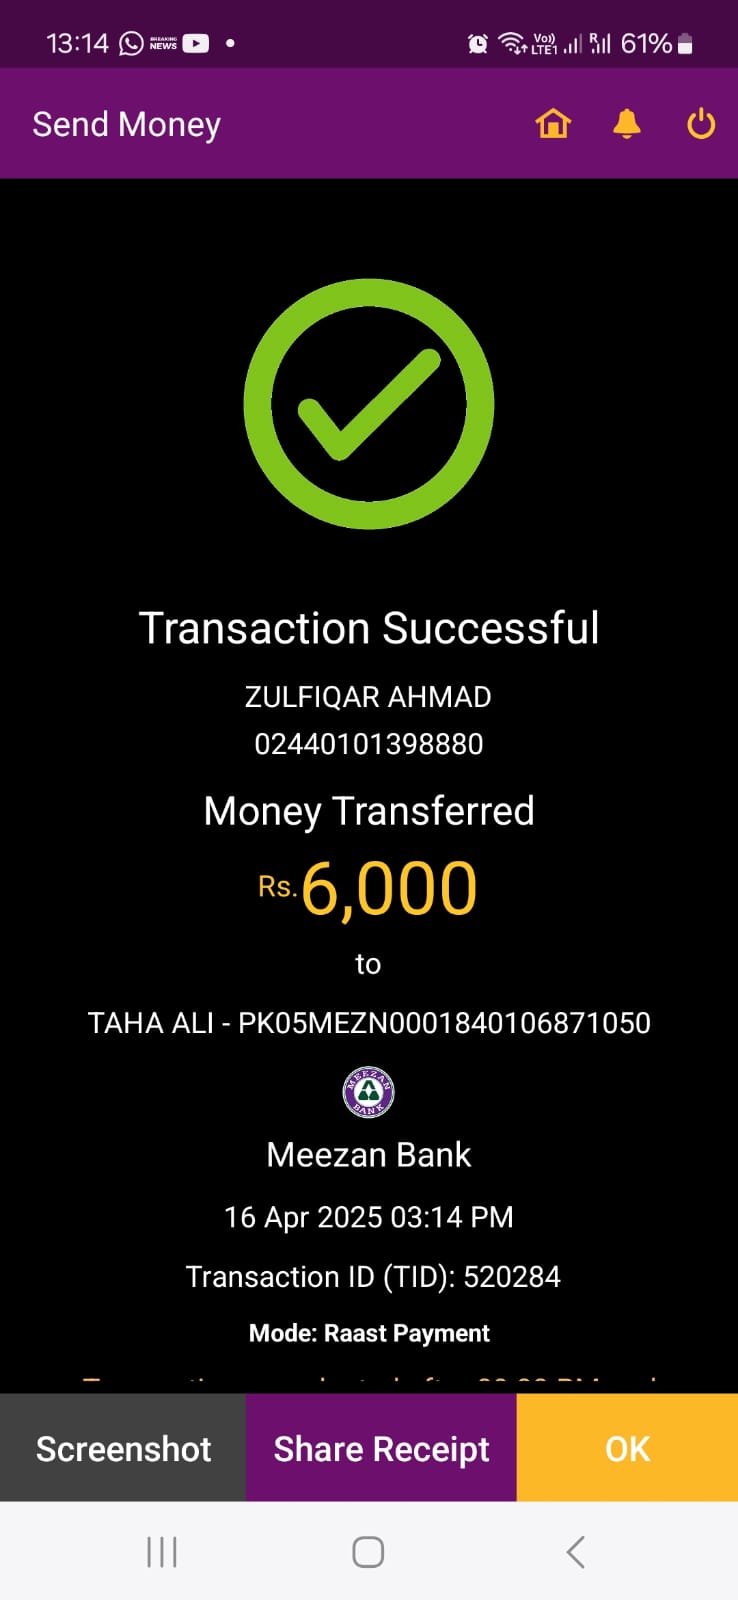 13:14 BREAKING NEWS Vo)) LTE1 R 61%
Send Money
Transaction Successful
ZULFIQAR AHMAD
02440101398880
Money Transferred
Rs.6,000
to
TAHA ALI - PK05MEZN0001840106871050
MEEZAN BANK
Meezan Bank
16 Apr 2025 03:14 PM
Transaction ID (TID): 520284
Mode: Raast Payment
Screenshot Share Receipt OK